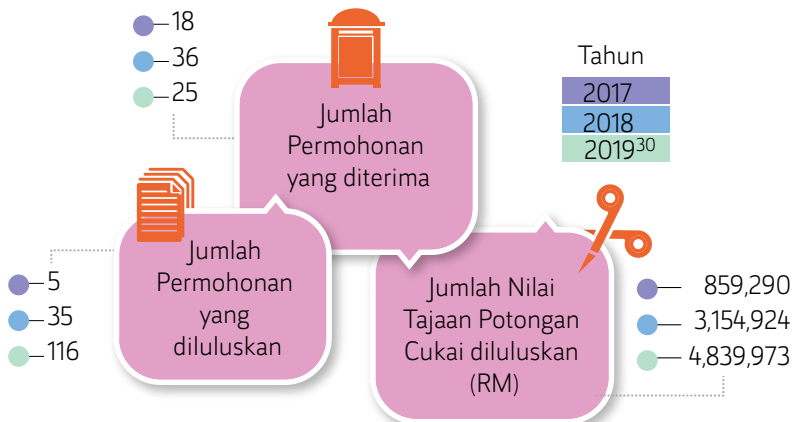 18
36
25
Jumlah
Permohonan
yang diterima
Tahun
2017
2018
2019³⁰
Jumlah
Permohonan
yang
diluluskan
5
35
116
Jumlah Nilai
Tajaan Potongan
Cukai diluluskan
(RM)
859,290
3,154,924
4,839,973